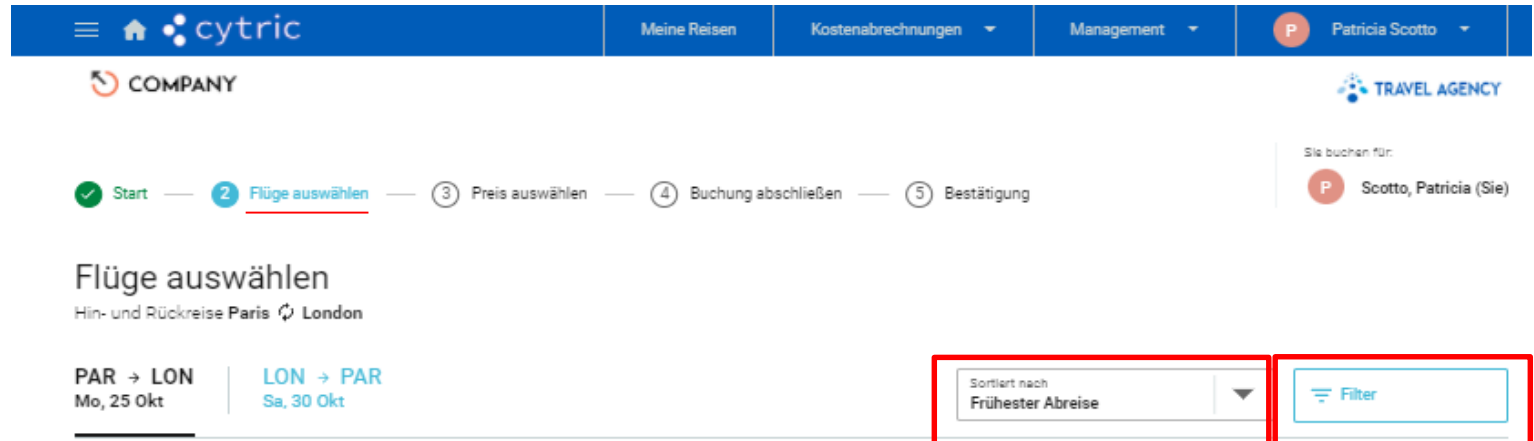 cytric
Meine Reisen
Kostenabrechnungen
Management
P
Patricia Scotto
COMPANY
TRAVEL AGENCY
Sie buchen für:
P
Scotto, Patricia (Sie)
Start
2 Flüge auswählen
3 Preis auswählen
4 Buchung abschließen
5 Bestätigung
Flüge auswählen
Hin- und Rückreise Paris London
PAR → LON
Mo, 25 Okt
LON → PAR
Sa, 30 Okt
Sortiert nach
Frühester Abreise
Filter